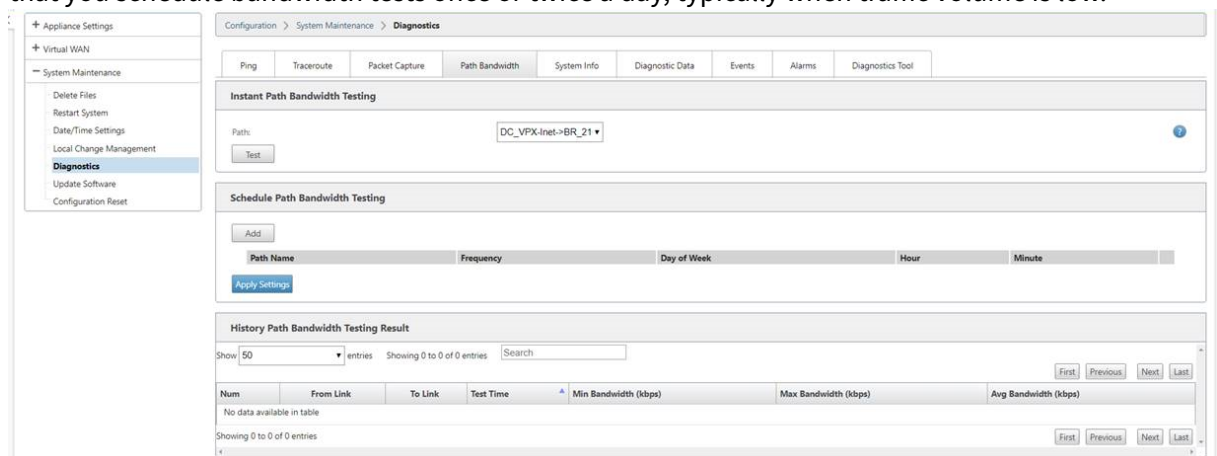 that you schedule bandwidth tests once or twice a day, typically when traffic volume is low.
+ Appliance Settings
+ Virtual WAN
− System Maintenance
Delete Files
Restart System
Date/Time Settings
Local Change Management
Diagnostics
Update Software
Configuration Reset
Configuration > System Maintenance > Diagnostics
Ping Traceroute Packet Capture Path Bandwidth System Info Diagnostic Data Events Alarms Diagnostics Tool
Instant Path Bandwidth Testing
Path: DC_VPX-Inet->BR_21 ?
Test
Schedule Path Bandwidth Testing
Add
Path Name Frequency Day of Week Hour Minute
Apply Settings
History Path Bandwidth Testing Result
Show 50 entries Showing 0 to 0 of 0 entries Search
First Previous Next Last
Num From Link To Link Test Time Min Bandwidth (kbps) Max Bandwidth (kbps) Avg Bandwidth (kbps)
No data available in table
Showing 0 to 0 of 0 entries First Previous Next Last